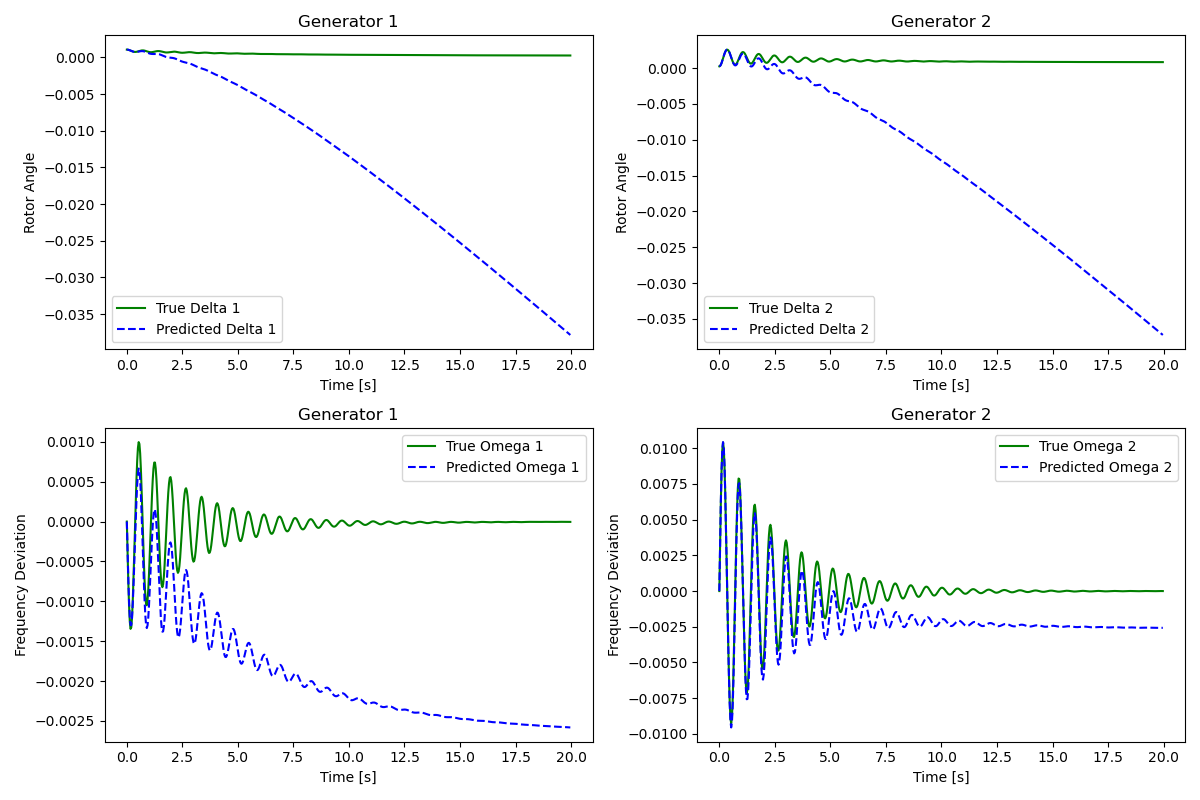 Generator 1
0.000
−0.005
−0.010
−0.015
−0.020
−0.025
−0.030
−0.035
Rotor Angle
True Delta 1
Predicted Delta 1
0.0 2.5 5.0 7.5 10.0 12.5 15.0 17.5 20.0
Time [s]
Generator 2
0.000
−0.005
−0.010
−0.015
−0.020
−0.025
−0.030
−0.035
Rotor Angle
True Delta 2
Predicted Delta 2
0.0 2.5 5.0 7.5 10.0 12.5 15.0 17.5 20.0
Time [s]
Generator 1
0.0010
0.0005
0.0000
−0.0005
−0.0010
−0.0015
−0.0020
−0.0025
Frequency Deviation
True Omega 1
Predicted Omega 1
0.0 2.5 5.0 7.5 10.0 12.5 15.0 17.5 20.0
Time [s]
Generator 2
0.0100
0.0075
0.0050
0.0025
0.0000
−0.0025
−0.0050
−0.0075
−0.0100
Frequency Deviation
True Omega 2
Predicted Omega 2
0.0 2.5 5.0 7.5 10.0 12.5 15.0 17.5 20.0
Time [s]